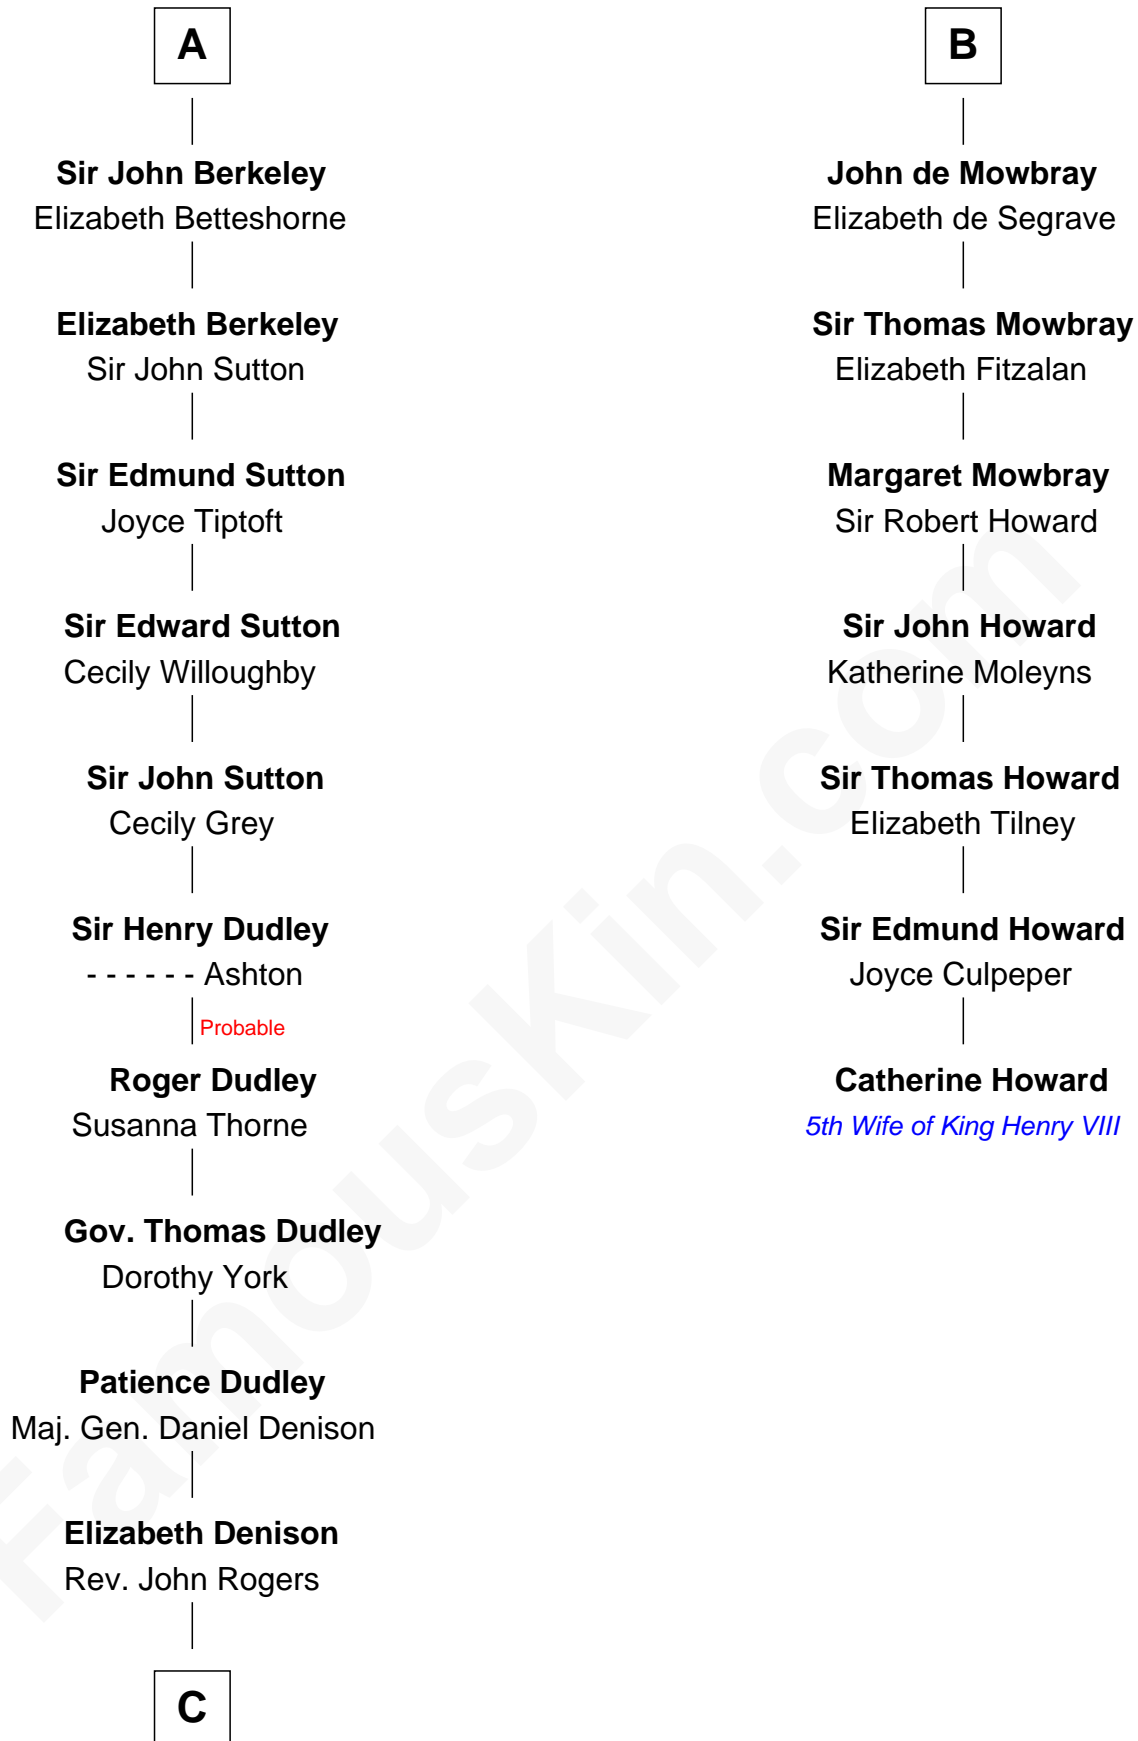 A
Sir John Berkeley
Elizabeth Betteshorne
Elizabeth Berkeley
Sir John Sutton
Sir Edmund Sutton
Joyce Tiptoft
Sir Edward Sutton
Cecily Willoughby
Sir John Sutton
Cecily Grey
Sir Henry Dudley
- - - - - - Ashton
Probable
Roger Dudley
Susanna Thorne
Gov. Thomas Dudley
Dorothy York
Patience Dudley
Maj. Gen. Daniel Denison
Elizabeth Denison
Rev. John Rogers
C
B
John de Mowbray
Elizabeth de Segrave
Sir Thomas Mowbray
Elizabeth Fitzalan
Margaret Mowbray
Sir Robert Howard
Sir John Howard
Katherine Moleyns
Sir Thomas Howard
Elizabeth Tilney
Sir Edmund Howard
Joyce Culpeper
Catherine Howard
5th Wife of King Henry VIII
FamousKin.com